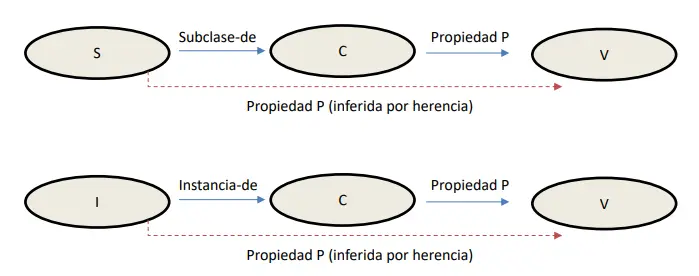 Subclase-de
Propiedad P
S
C
V
Propiedad P (inferida por herencia)
Instancia-de
Propiedad P
I
C
V
Propiedad P (inferida por herencia)